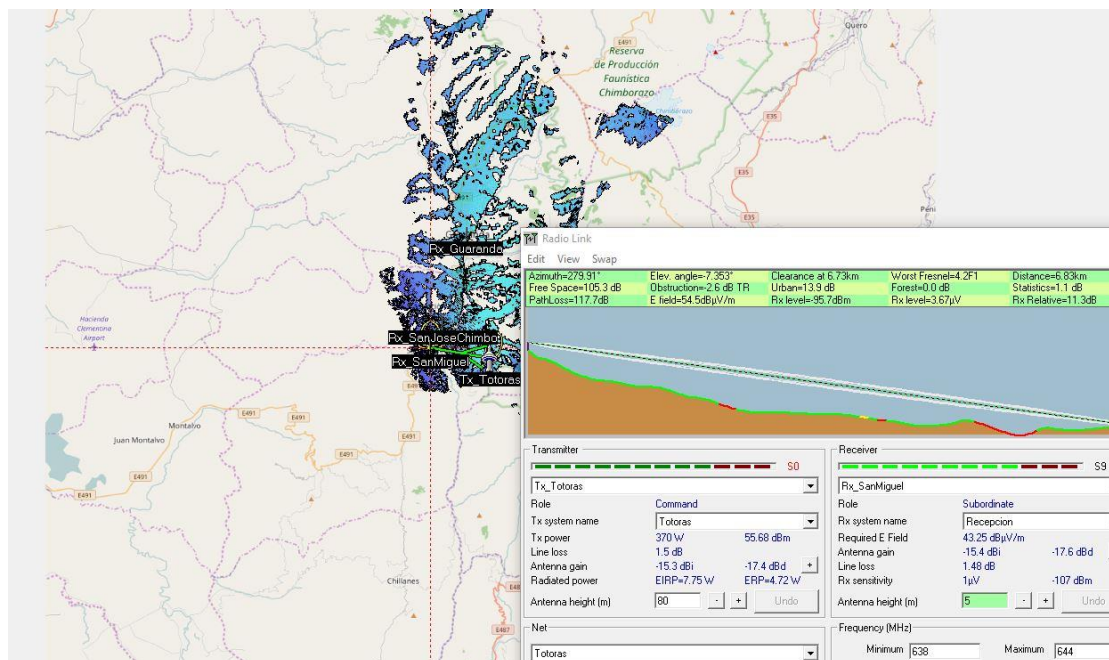 Quero
E491
Reserva
de Producción
Faunística
Chimborazo
E35
E35
E35
Rx_Guaranda
Hacienda
Clementina
Airport
Rx_SanJoseChimbo
Rx_SanMiguel
Tx_Totoras
E491
E491
Montalvo
Juan Montalvo
E491
E491
E491
E491
Chillanes
E487
Radio Link
Edit View Swap
Azimuth=279.91° Elev. angle=-7.353° Clearance at 6.73km Worst Fresnel=4.2F1 Distance=6.83km
Free Space=105.3 dB Obstruction=-2.6 dB TR Urban=13.9 dB Forest=0.0 dB Statistics=1.1 dB
PathLoss=117.7dB E field=54.5dBµV/m Rx level=-95.7dBm Rx level=3.67µV Rx Relative=11.3dB
Transmitter
S0
Tx_Totoras
Role Command
Tx system name Totoras
Tx power 370 W 55.68 dBm
Line loss 1.5 dB
Antenna gain -15.3 dBi -17.4 dBd +
Radiated power EIRP=7.75 W ERP=4.72 W
Antenna height (m) 80 - + Undo
Net
Totoras
Receiver
S9
Rx_SanMiguel
Role Subordinate
Rx system name Recepcion
Required E Field 43.25 dBµV/m
Antenna gain -15.4 dBi -17.6 dBd
Line loss 1.48 dB
Rx sensitivity 1µV -107 dBm
Antenna height (m) 5 - + Undo
Frequency (MHz)
Minimum 638 Maximum 644